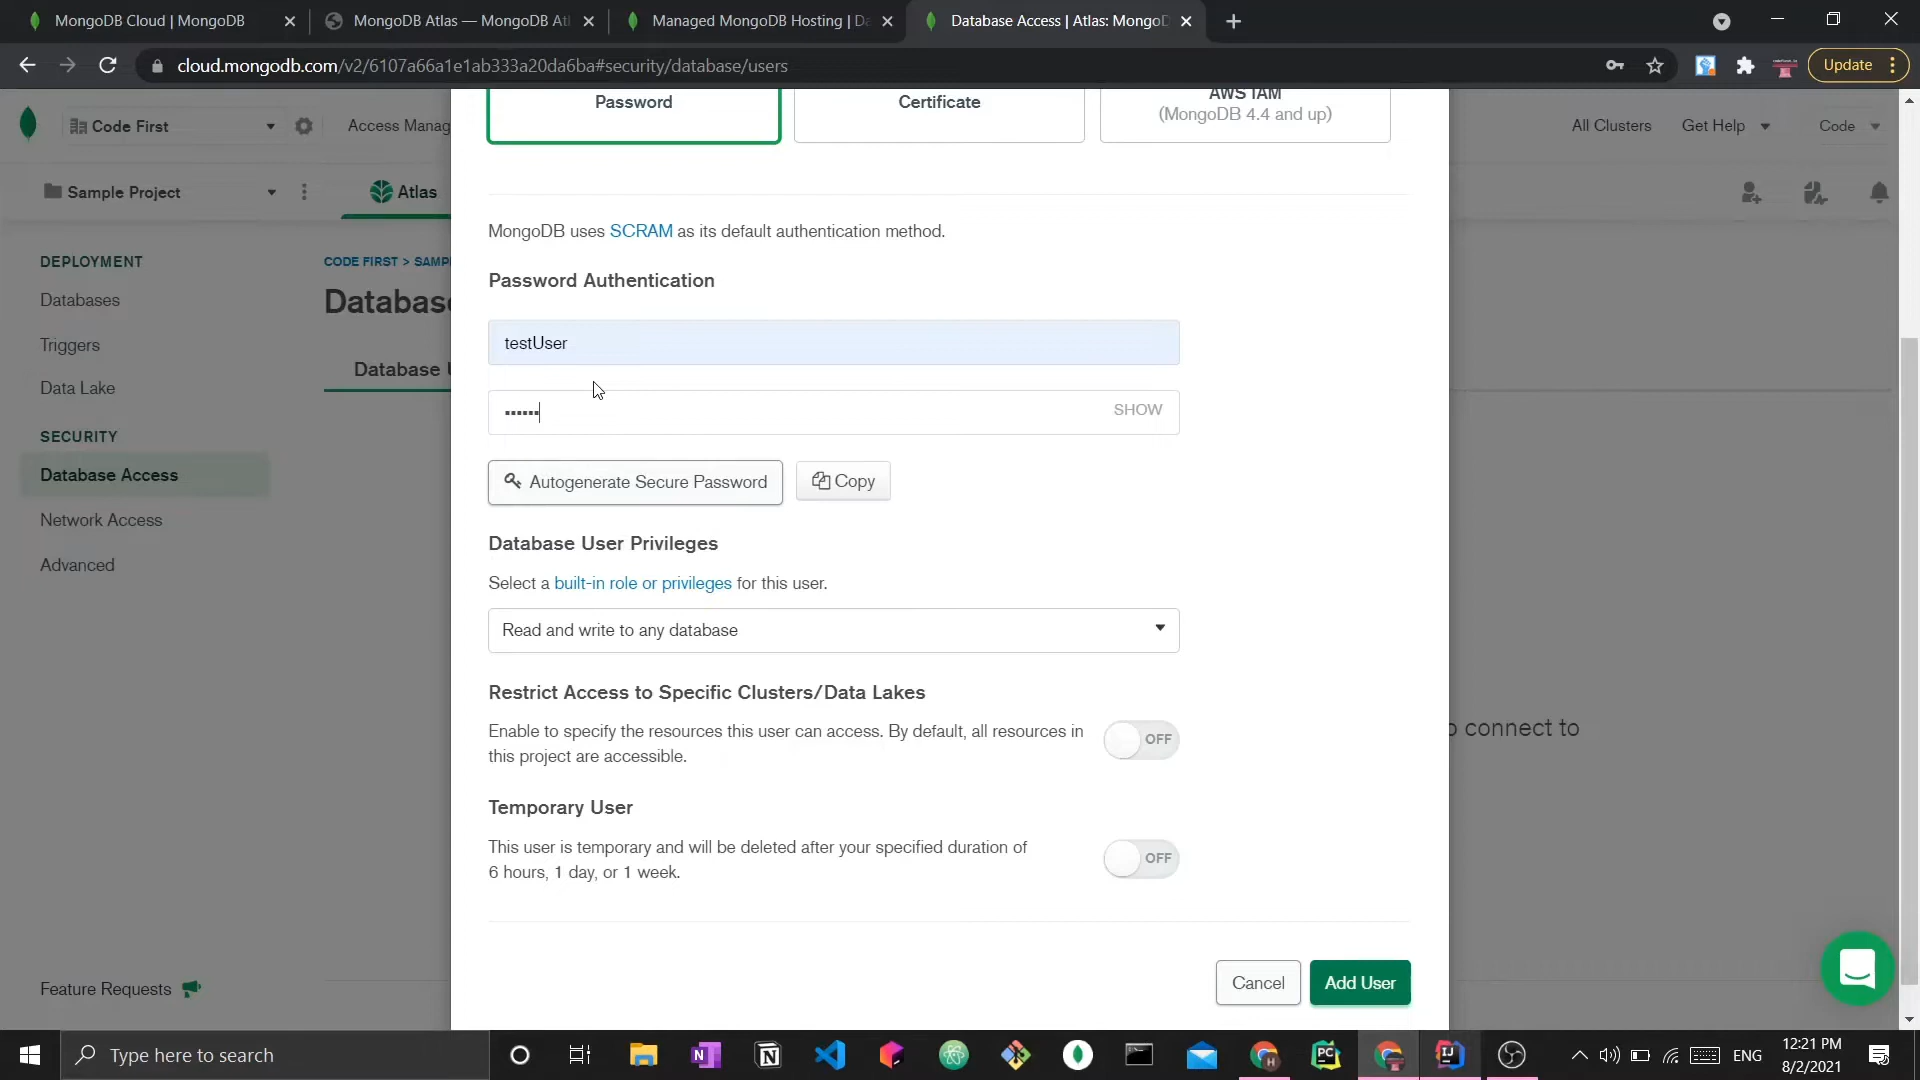 MongoDB Cloud | MongoDB
MongoDB Atlas — MongoDB Atl
Managed MongoDB Hosting | Da
Database Access | Atlas: MongoD
cloud.mongodb.com/v2/6107a66a1e1ab333a20da6ba#security/database/users
Update
Code First
Access Manag
All Clusters
Get Help
Code
Sample Project
Atlas
DEPLOYMENT
Databases
Triggers
Data Lake
SECURITY
Database Access
Network Access
Advanced
Feature Requests
CODE FIRST > SAMP
Databas
Database U
o connect to
Password
Certificate
AWS IAM
(MongoDB 4.4 and up)
MongoDB uses SCRAM as its default authentication method.
Password Authentication
testUser
••••••
SHOW
Autogenerate Secure Password
Copy
Database User Privileges
Select a built-in role or privileges for this user.
Read and write to any database
Restrict Access to Specific Clusters/Data Lakes
Enable to specify the resources this user can access. By default, all resources in
this project are accessible.
OFF
Temporary User
This user is temporary and will be deleted after your specified duration of
6 hours, 1 day, or 1 week.
OFF
Cancel
Add User
Type here to search
ENG
12:21 PM
8/2/2021